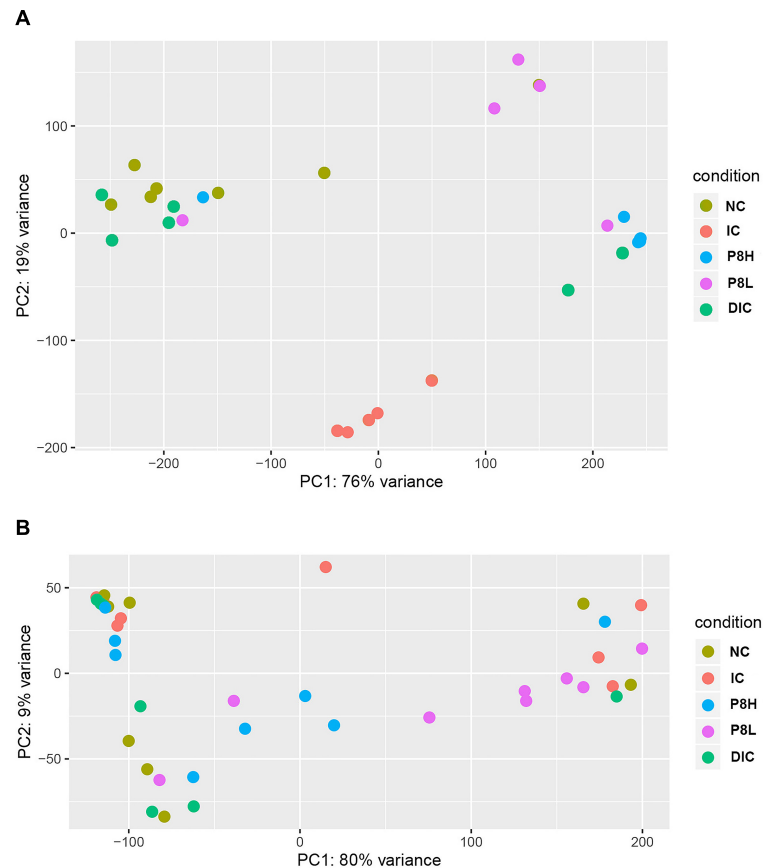 A
100
0
−100
−200
PC2: 19% variance
−200
−100
0
100
200
PC1: 76% variance
condition
NC
IC
P8H
P8L
DIC
B
50
0
−50
PC2: 9% variance
−100
0
100
200
PC1: 80% variance
condition
NC
IC
P8H
P8L
DIC